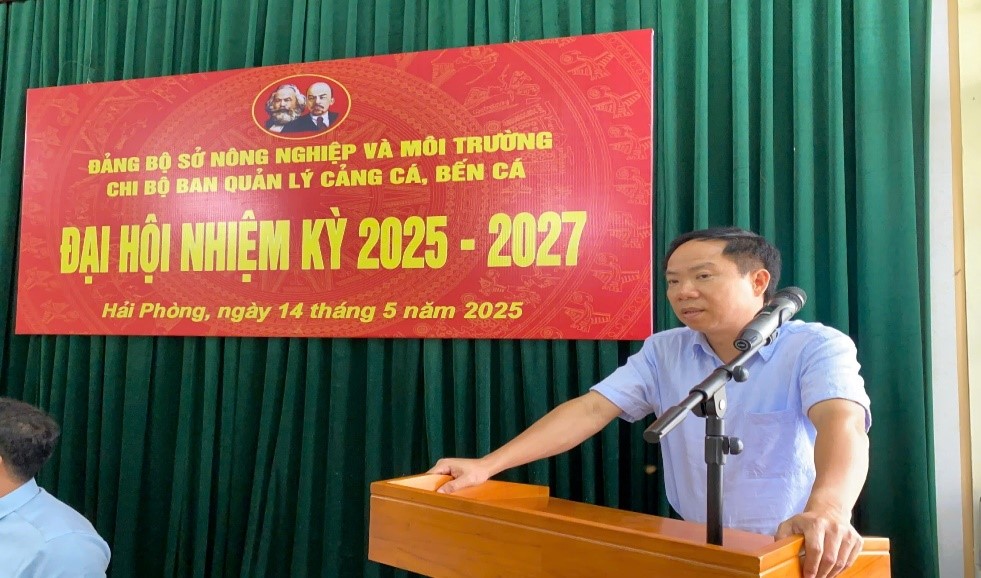 ĐẢNG BỘ SỞ NÔNG NGHIỆP VÀ MÔI TRƯỜNG
CHI BỘ BAN QUẢN LÝ CẢNG CÁ, BẾN CÁ
ĐẠI HỘI NHIỆM KỲ 2025 - 2027
Hải Phòng, ngày 14 tháng 5 năm 2025